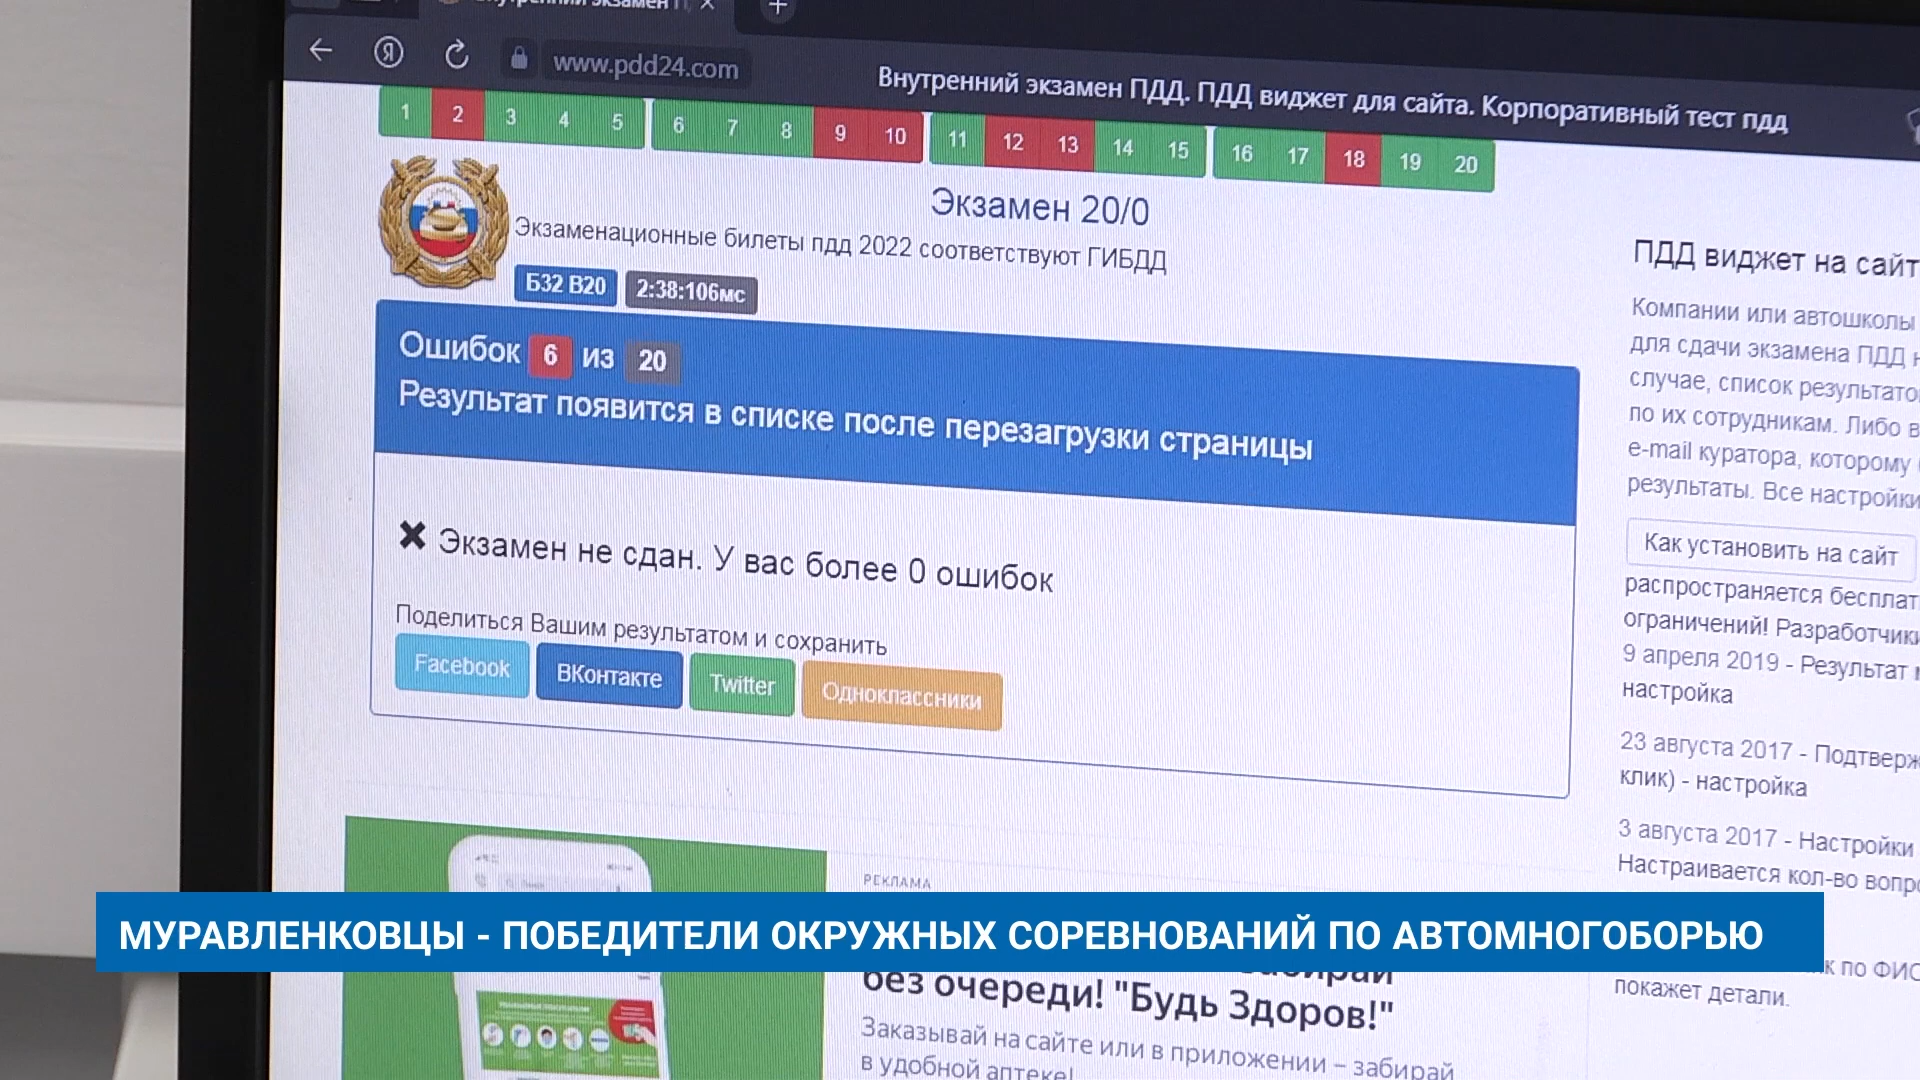 www.pdd24.com
Внутренний экзамен ПДД. ПДД виджет для сайта. Корпоративный тест пдд
1 2 3 4 5 6 7 8 9 10 11 12 13 14 15 16 17 18 19 20
Экзамен 20/0
Экзаменационные билеты пдд 2022 соответствуют ГИБДД
Б32 В20 2:38:106мс
Ошибок 6 из 20
Результат появится в списке после перезагрузки страницы
✖ Экзамен не сдан. У вас более 0 ошибок
Поделиться Вашим результатом и сохранить
Facebook ВКонтакте Twitter Одноклассники
ПДД виджет на сайт
Компании или автошколы
для сдачи экзамена ПДД
случае, список результато
по их сотрудникам. Либо в
e-mail куратора, которому
результаты. Все настройки
Как установить на сайт
распространяется бесплат
ограничений! Разработчики
9 апреля 2019 - Результат
настройка
23 августа 2017 - Подтверж
клик) - настройка
3 августа 2017 - Настройки
Настраивается кол-во вопро
к по ФИО
покажет детали.
РЕКЛАМА
МУРАВЛЕНКОВЦЫ - ПОБЕДИТЕЛИ ОКРУЖНЫХ СОРЕВНОВАНИЙ ПО АВТОМНОГОБОРЬЮ
без очереди! "Будь Здоров!"
Заказывай на сайте или в приложении – забирай
в удобной аптеке!